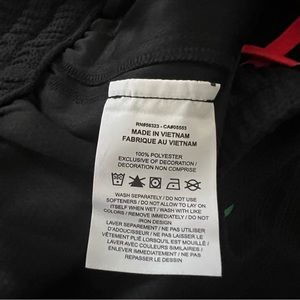 RN#56323 - CA#05553
MADE IN VIETNAM
FABRIQUE AU VIETNAM
100% POLYESTER
EXCLUSIVE OF DECORATION /
DECORATION NON COMPRISE
WASH SEPARATELY / DO NOT USE
SOFTENERS / DO NOT ALLOW TO LAY ON
ITSELF WHEN WET / WASH WITH LIKE
COLORS / REMOVE IMMEDIATELY / DO NOT
IRON DESIGN
LAVER SEPAREMENT / NE PAS UTILISER
D'ADOUCISSEUR / NE PAS LAISSER LE
VÊTEMENT PLIÉ LORSQU'IL EST MOUILLÉ /
LAVER AVEC COULEURS SIMILAIRES /
ENLEVER IMMEDIATEMENT / NE PAS
REPASSER LE DESSIN